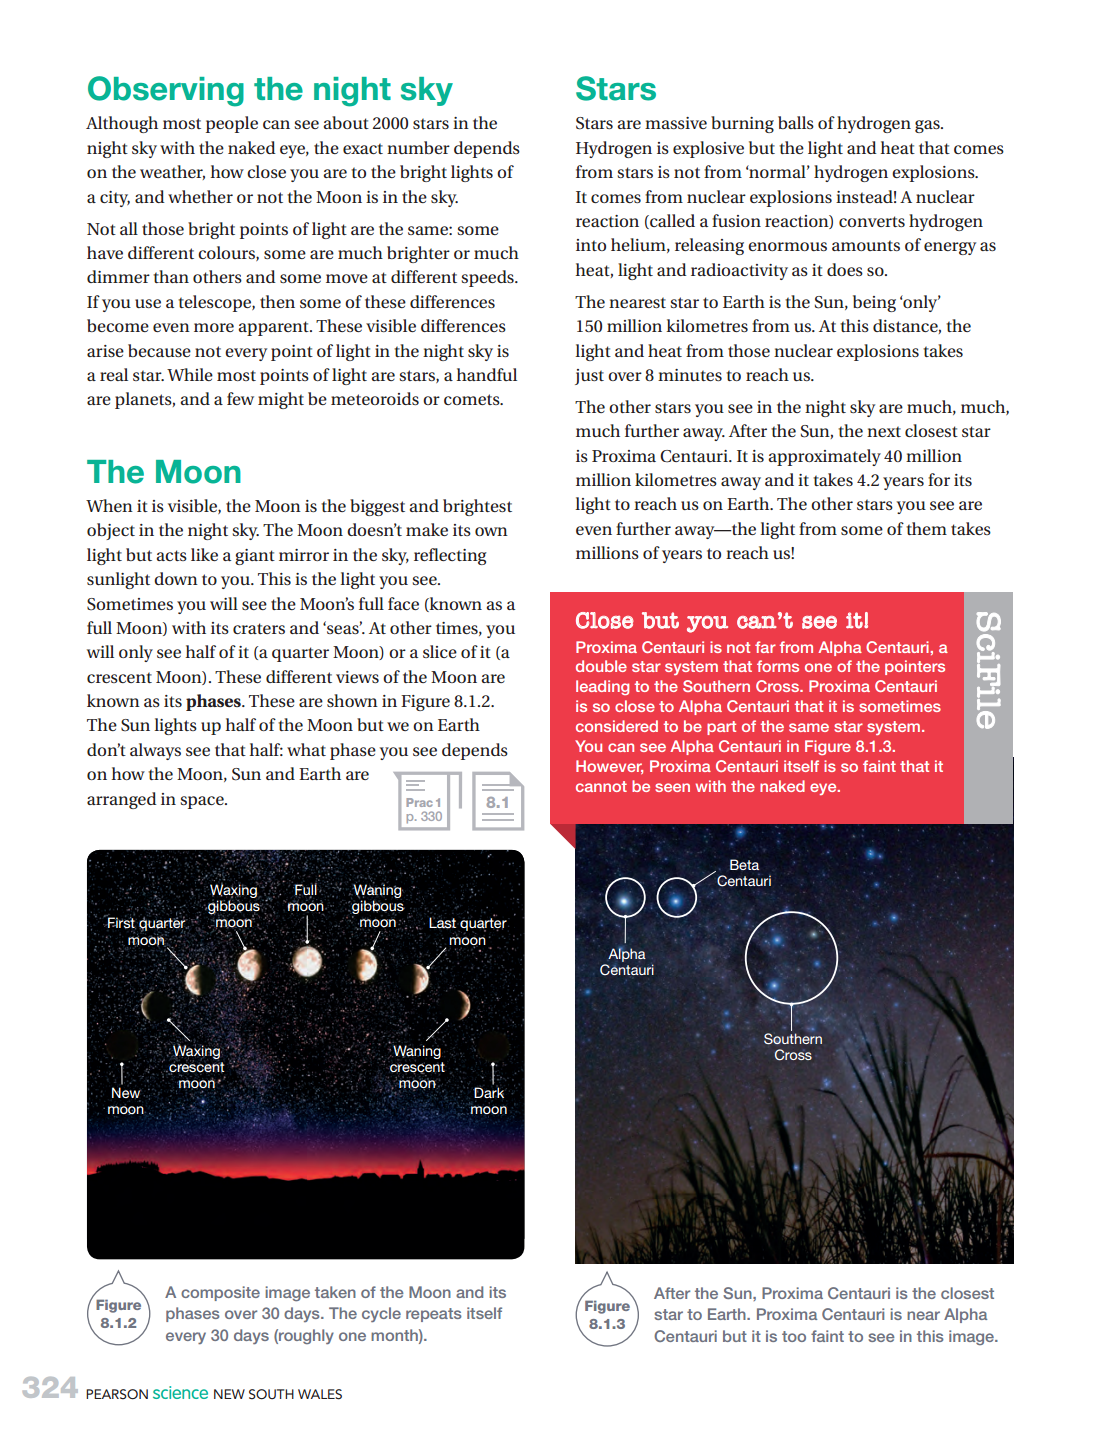 Observing the night sky
Although most people can see about 2000 stars in the
night sky with the naked eye, the exact number depends
on the weather, how close you are to the bright lights of
a city, and whether or not the Moon is in the sky.
Not all those bright points of light are the same: some
have different colours, some are much brighter or much
dimmer than others and some move at different speeds.
If you use a telescope, then some of these differences
become even more apparent. These visible differences
arise because not every point of light in the night sky is
a real star. While most points of light are stars, a handful
are planets, and a few might be meteoroids or comets.
The Moon
When it is visible, the Moon is the biggest and brightest
object in the night sky. The Moon doesn't make its own
light but acts like a giant mirror in the sky, reflecting
sunlight down to you. This is the light you see.
Sometimes you will see the Moon's full face (known as a
full Moon) with its craters and 'seas'. At other times, you
will only see half of it (a quarter Moon) or a slice of it (a
crescent Moon). These different views of the Moon are
known as its phases. These are shown in Figure 8.1.2.
The Sun lights up half of the Moon but we on Earth
don't always see that half: what phase you see depends
on how the Moon, Sun and Earth are
arranged in space.
Prac 1
p. 330
8.1
Waxing
gibbous
moon
Full
moon
Waning
gibbous
moon
First quarter
moon
Last quarter
moon
Waxing
crescent
moon
Waning
crescent
moon
New
moon
Dark
moon
Figure
8.1.2
A composite image taken of the Moon and its
phases over 30 days. The cycle repeats itself
every 30 days (roughly one month).
Stars
Stars are massive burning balls of hydrogen gas.
Hydrogen is explosive but the light and heat that comes
from stars is not from 'normal' hydrogen explosions.
It comes from nuclear explosions instead! A nuclear
reaction (called a fusion reaction) converts hydrogen
into helium, releasing enormous amounts of energy as
heat, light and radioactivity as it does so.
The nearest star to Earth is the Sun, being 'only'
150 million kilometres from us. At this distance, the
light and heat from those nuclear explosions takes
just over 8 minutes to reach us.
The other stars you see in the night sky are much, much,
much further away. After the Sun, the next closest star
is Proxima Centauri. It is approximately 40 million
million kilometres away and it takes 4.2 years for its
light to reach us on Earth. The other stars you see are
even further away—the light from some of them takes
millions of years to reach us!
Close but you can't see it!
Proxima Centauri is not far from Alpha Centauri, a
double star system that forms one of the pointers
leading to the Southern Cross. Proxima Centauri
is so close to Alpha Centauri that it is sometimes
considered to be part of the same star system.
You can see Alpha Centauri in Figure 8.1.3.
However, Proxima Centauri itself is so faint that it
cannot be seen with the naked eye.
SciFile
Beta
Centauri
Alpha
Centauri
Southern
Cross
Figure
8.1.3
After the Sun, Proxima Centauri is the closest
star to Earth. Proxima Centauri is near Alpha
Centauri but it is too faint to see in this image.
324 PEARSON science NEW SOUTH WALES